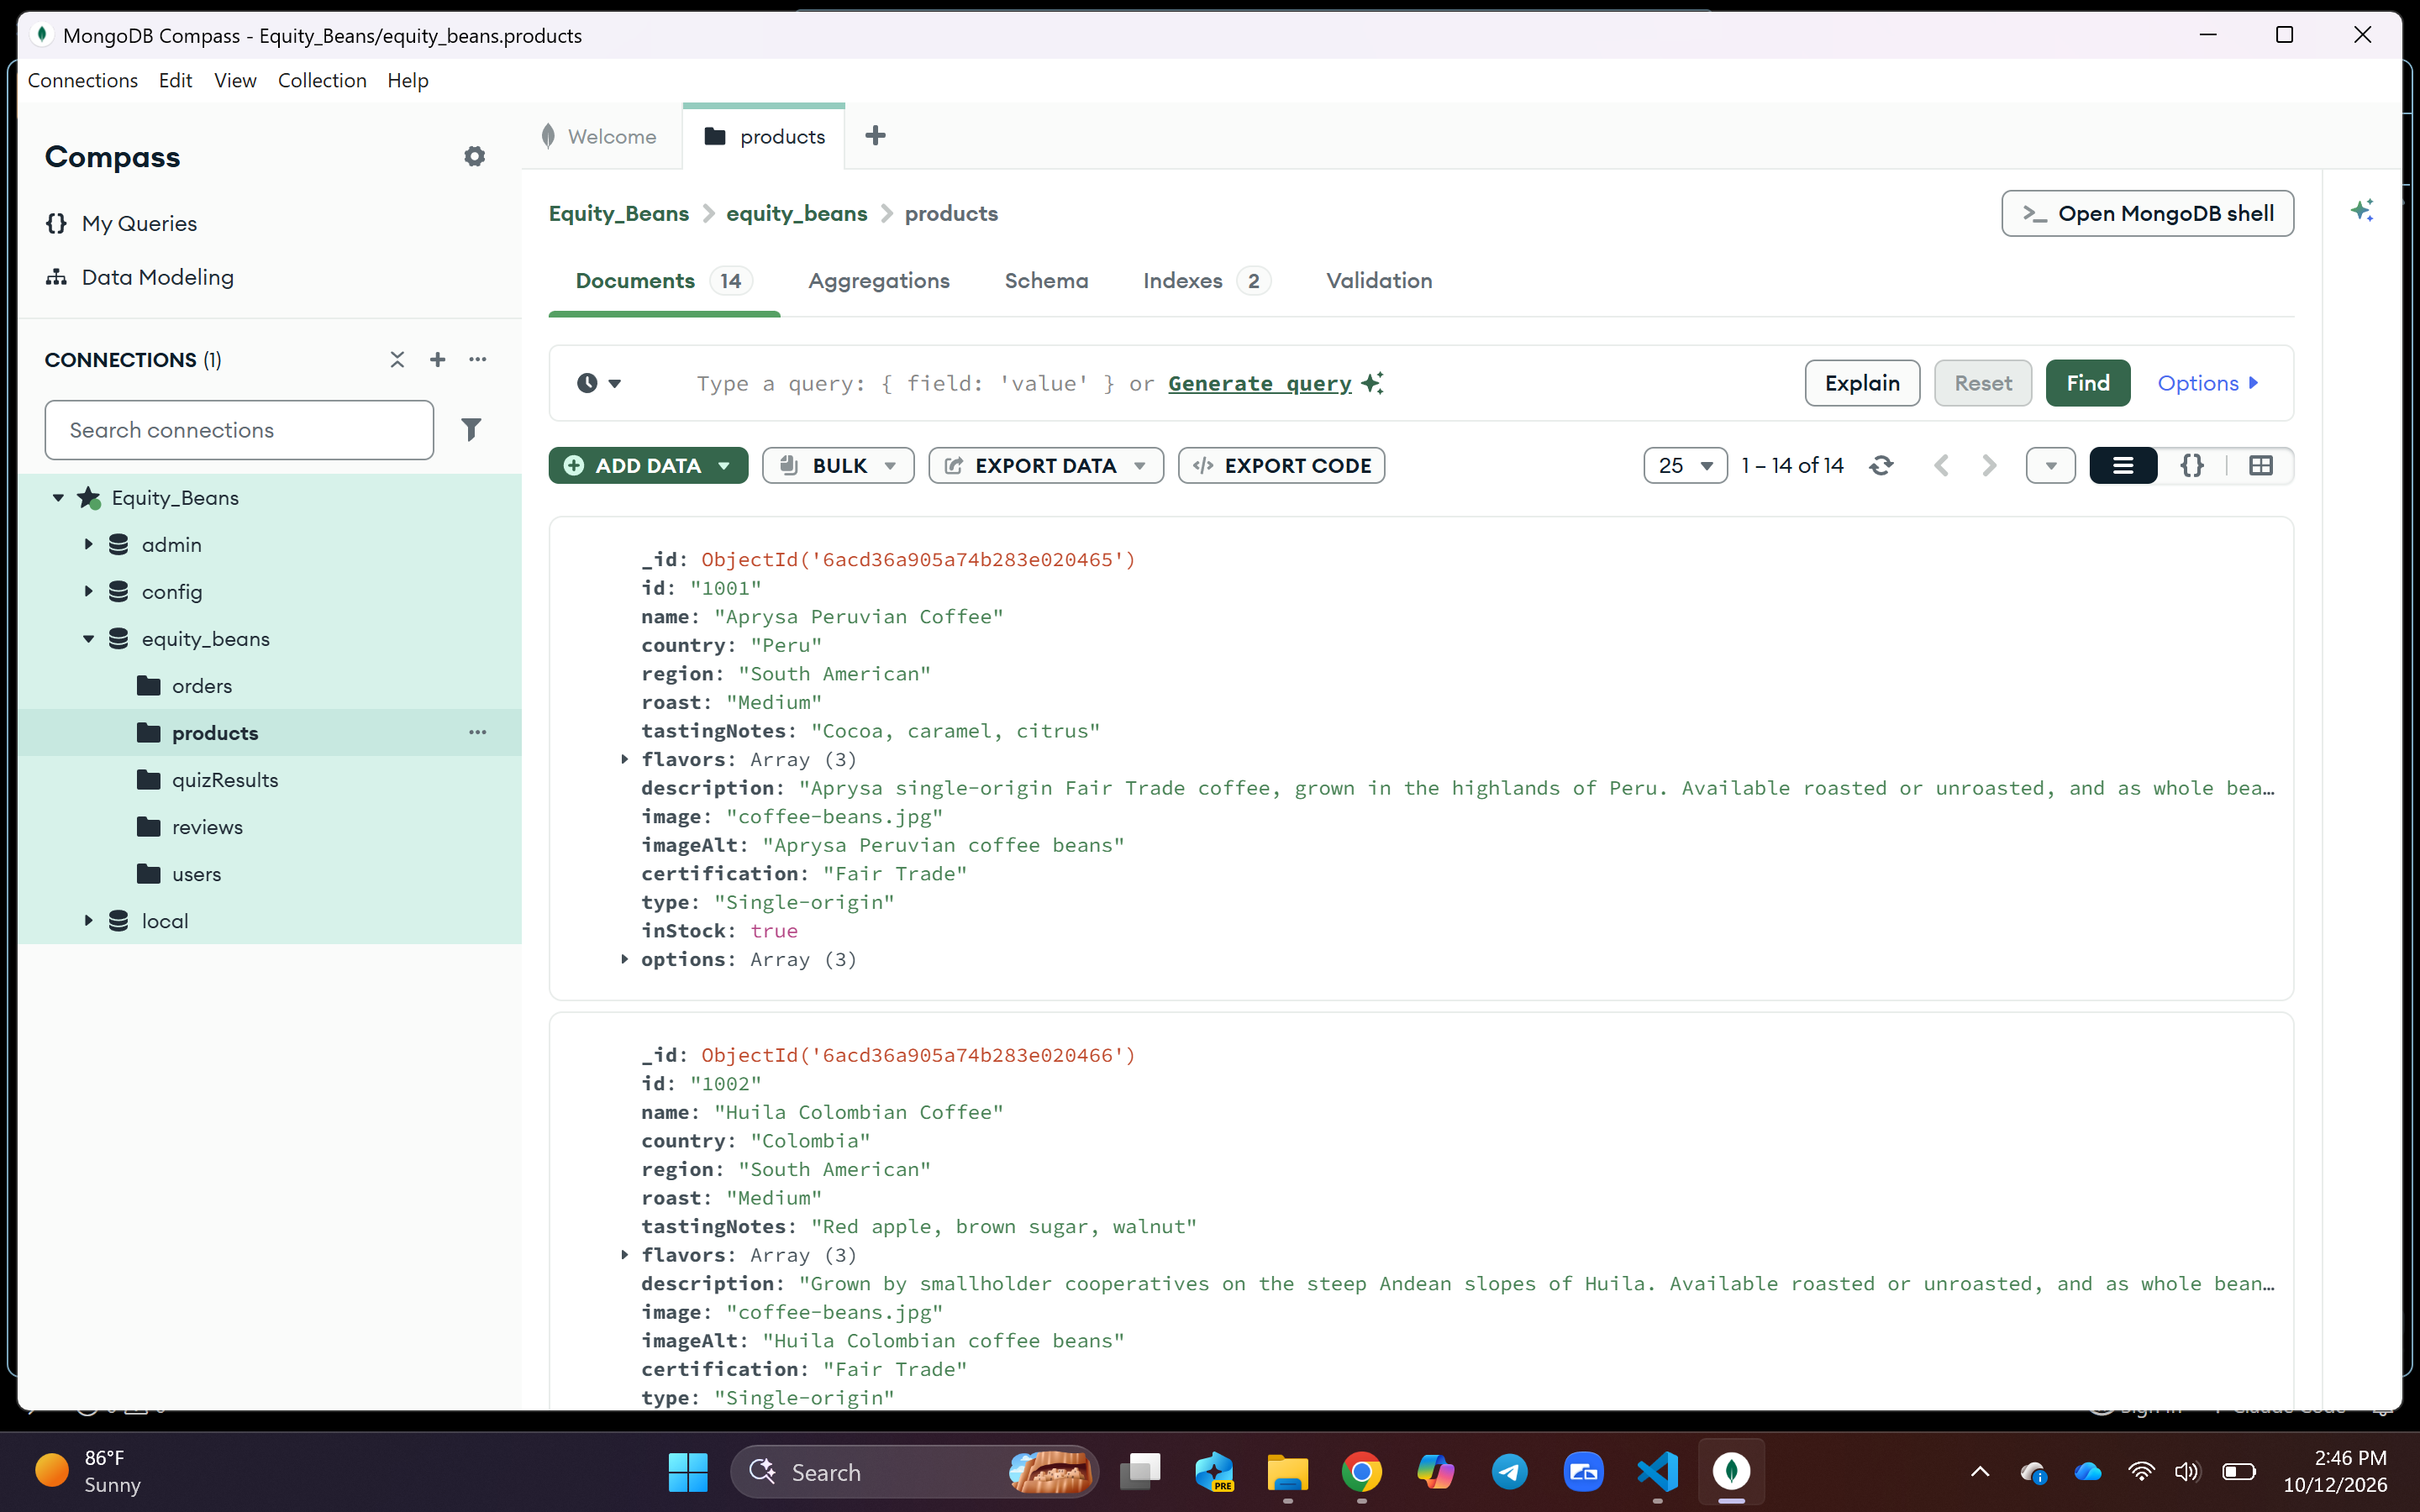 MongoDB Compass - Equity_Beans/equity_beans.products
Connections Edit View Collection Help
Compass
My Queries
Data Modeling
CONNECTIONS (1)
Search connections
Equity_Beans
admin
config
equity_beans
orders
products
quizResults
reviews
users
local
Welcome
products
Equity_Beans > equity_beans > products
>_ Open MongoDB shell
Documents 14 Aggregations Schema Indexes 2 Validation
Type a query: { field: 'value' } or Generate query
Explain Reset Find Options
ADD DATA BULK EXPORT DATA </> EXPORT CODE
25 1 – 14 of 14 {}
_id: ObjectId('6acd36a905a74b283e020465')
id: "1001"
name: "Aprysa Peruvian Coffee"
country: "Peru"
region: "South American"
roast: "Medium"
tastingNotes: "Cocoa, caramel, citrus"
flavors: Array (3)
description: "Aprysa single-origin Fair Trade coffee, grown in the highlands of Peru. Available roasted or unroasted, and as whole bea…
image: "coffee-beans.jpg"
imageAlt: "Aprysa Peruvian coffee beans"
certification: "Fair Trade"
type: "Single-origin"
inStock: true
options: Array (3)
_id: ObjectId('6acd36a905a74b283e020466')
id: "1002"
name: "Huila Colombian Coffee"
country: "Colombia"
region: "South American"
roast: "Medium"
tastingNotes: "Red apple, brown sugar, walnut"
flavors: Array (3)
description: "Grown by smallholder cooperatives on the steep Andean slopes of Huila. Available roasted or unroasted, and as whole bean…
image: "coffee-beans.jpg"
imageAlt: "Huila Colombian coffee beans"
certification: "Fair Trade"
type: "Single-origin"
86°F
Sunny
Search
PRE
2:46 PM
10/12/2026